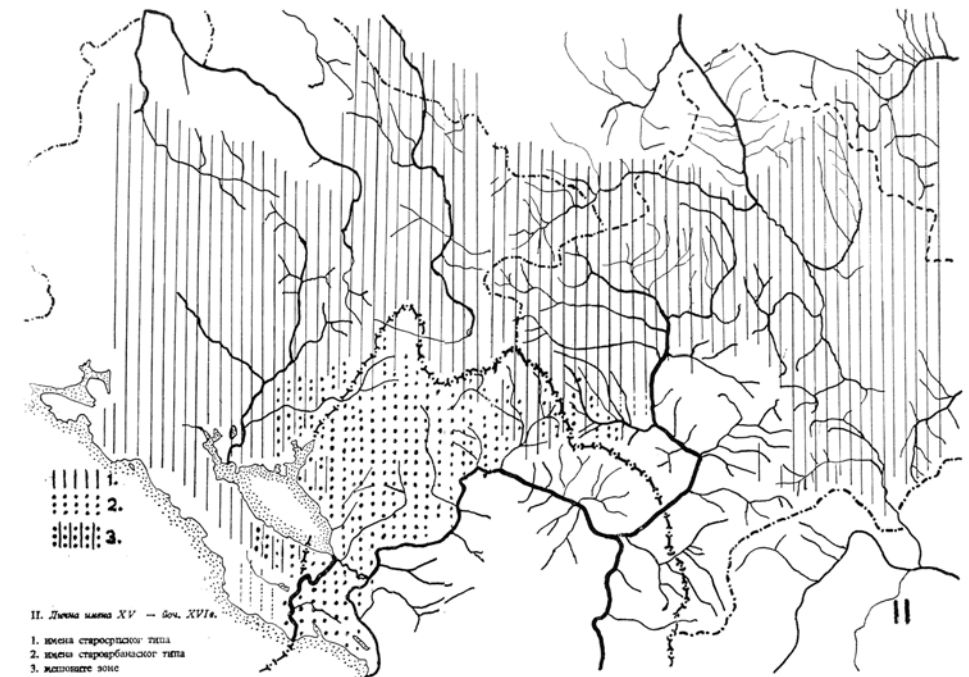 1.
2.
3.
II. Лична имена XV — йоч. XVIв.
1. имена старосрпског типа
2. имена староарбанаског типа
3. мешовите зоне
II